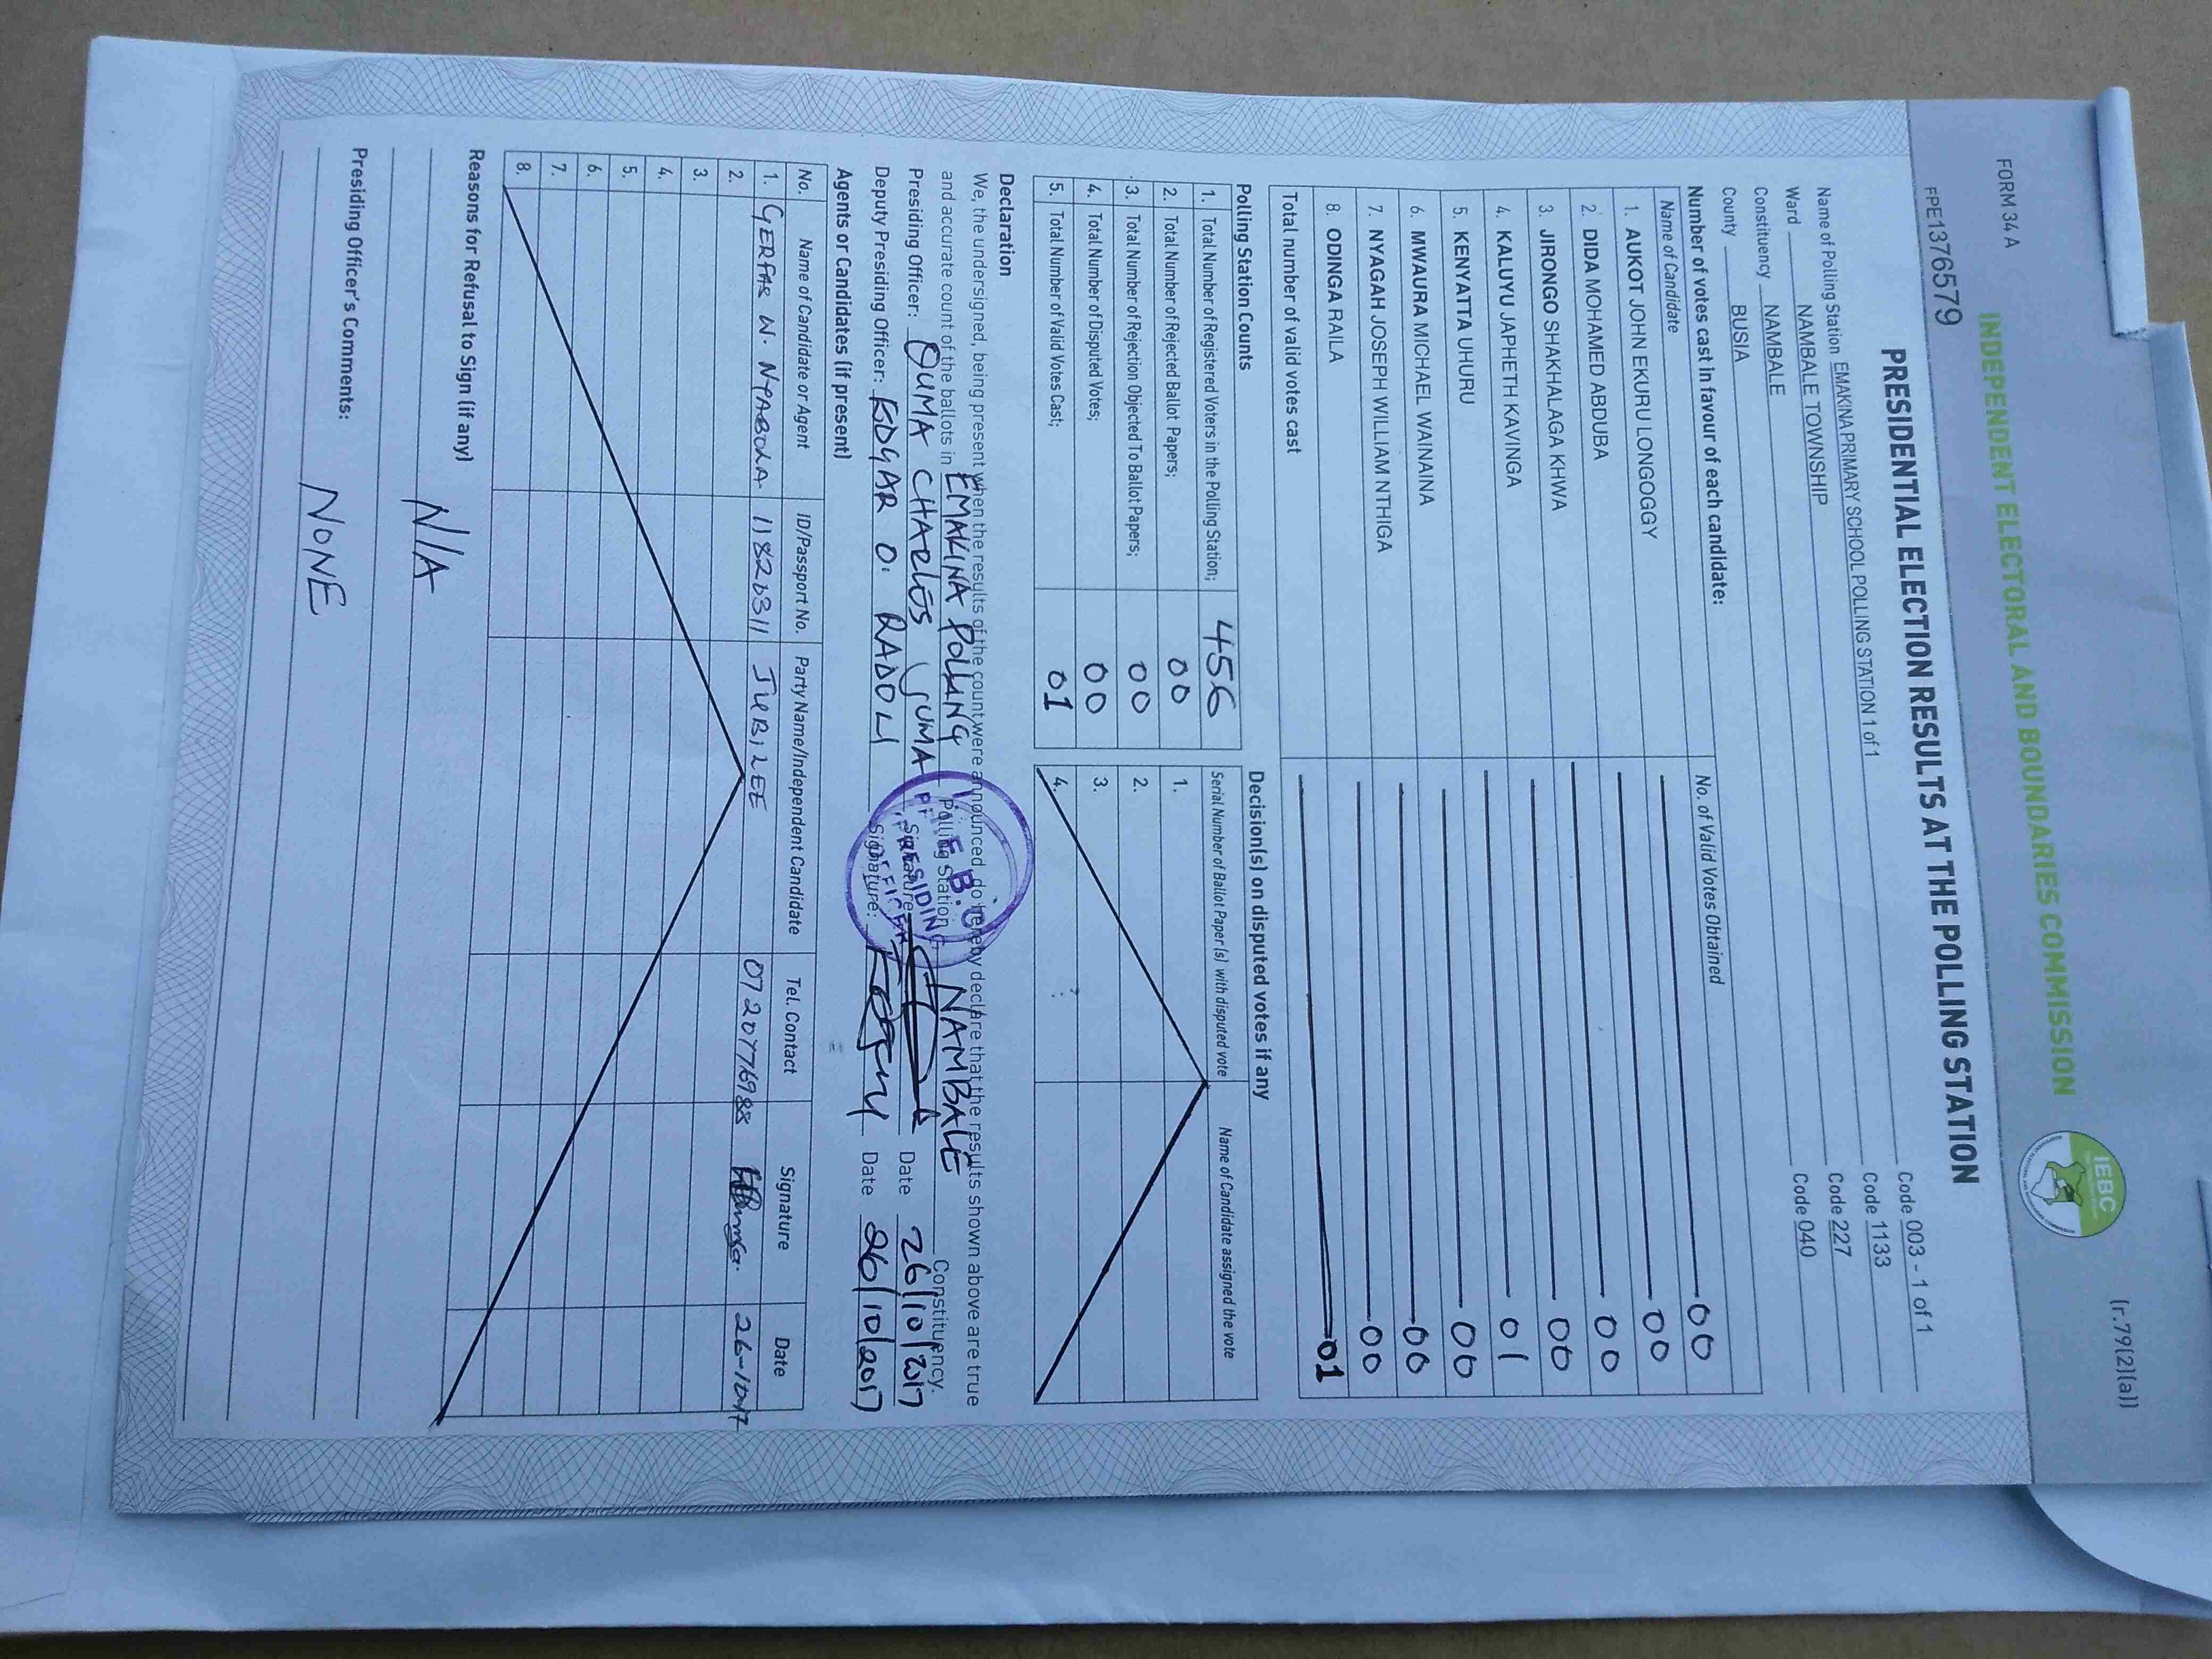 FORM 34 A
(r.79(2)(a))
INDEPENDENT ELECTORAL AND BOUNDARIES COMMISSION
IEBC
FPE1376579
PRESIDENTIAL ELECTION RESULTS AT THE POLLING STATION
Name of Polling Station EMAKINA PRIMARY SCHOOL POLLING STATION 1 of 1 Code 003 - 1 of 1
Ward NAMBALE TOWNSHIP Code 1133
Constituency NAMBALE Code 227
County BUSIA Code 040
Number of votes cast in favour of each candidate:
Name of Candidate No. of Valid Votes Obtained
1. AUKOT JOHN EKURU LONGOGGY 00
2. DIDA MOHAMED ABDUBA 00
3. JIRONGO SHAKHALAGA KHWA 00
4. KALUYU JAPHETH KAVINGA 00
5. KENYATTA UHURU 01
6. MWAURA MICHAEL WAINAINA 00
7. NYAGAH JOSEPH WILLIAM NTHIGA 00
8. ODINGA RAILA 00
Total number of valid votes cast 01
Polling Station Counts
1. Total Number of Registered Voters in the Polling Station; 456
2. Total Number of Rejected Ballot Papers; 00
3. Total Number of Rejection Objected To Ballot Papers; 00
4. Total Number of Disputed Votes; 00
5. Total Number of Valid Votes Cast; 01
Decision(s) on disputed votes if any
Serial Number of Ballot Paper (s) with disputed vote Name of Candidate assigned the vote
1.
2.
3.
4.
Declaration
We, the undersigned, being present when the results of the count were announced, do hereby declare that the results shown above are true
and accurate count of the ballots in EMAKINA POLLING Polling Station NAMBALE Constituency.
Presiding Officer: OUMA CHARLES JUMA Signature: Date 26/10/2017
Deputy Presiding Officer: EDGAR O. RADOLI Signature: Date 26/10/2017
I.E.B.C
PRESIDING
OFFICER
Agents or Candidates (if present)
No. Name of Candidate or Agent ID/Passport No. Party Name/Independent Candidate Tel. Contact Signature Date
1. JUBILEE
2.
3.
4.
5.
6.
7.
8.
Reasons for Refusal to Sign (if any)
N/A
Presiding Officer's Comments:
NONE